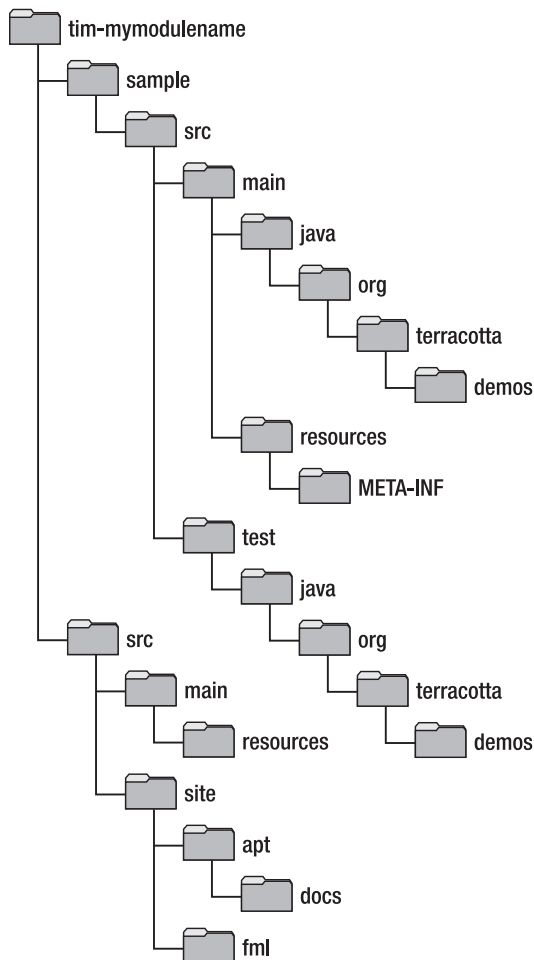 tim-mymodulename
sample
src
main
java
org
terracotta
demos
resources
META-INF
test
java
src
org
main
terracotta
resources
demos
site
apt
docs
fml